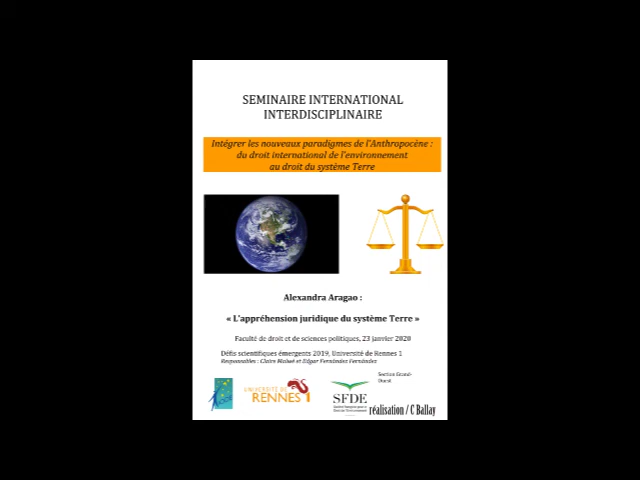 SEMINAIRE INTERNATIONAL
INTERDISCIPLINAIRE
Intégrer les nouveaux paradigmes de l'Anthropocène :
du droit international de l'environnement
au droit du système Terre
Alexandra Aragao :
« L'appréhension juridique du système Terre »
Faculté de droit et de sciences politiques, 23 janvier 2020
Défis scientifiques émergents 2019, Université de Rennes 1
Responsables : Claire Malwé et Edgar Fernández Fernández
Section Grand-
Ouest
UNIVERSITÉ DE
RENNES 1
SFDE
réalisation / C Ballay